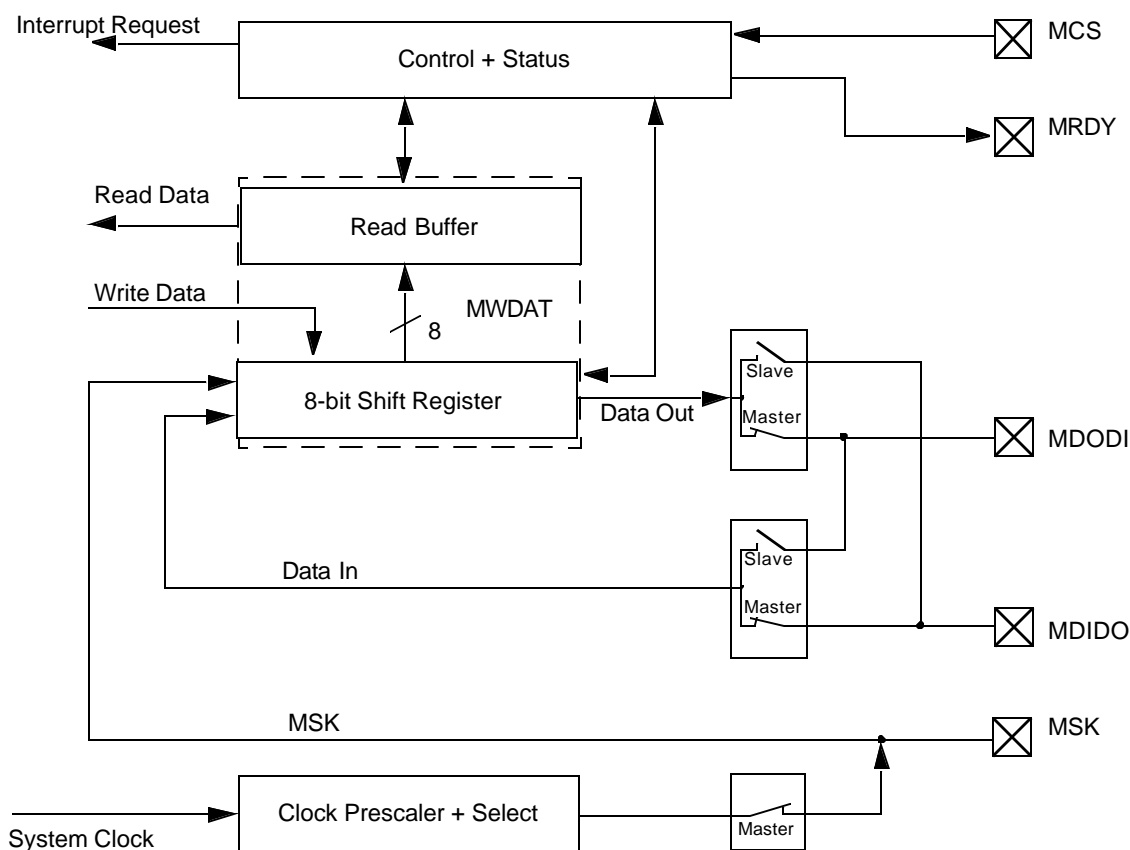 Interrupt Request
Control + Status
MCS
MRDY
Read Data
Read Buffer
Write Data
MWDAT
8
8-bit Shift Register
Data Out
Slave
Master
MDODI
Slave
Data In
Master
MDIDO
MSK
MSK
Clock Prescaler + Select
Master
System Clock